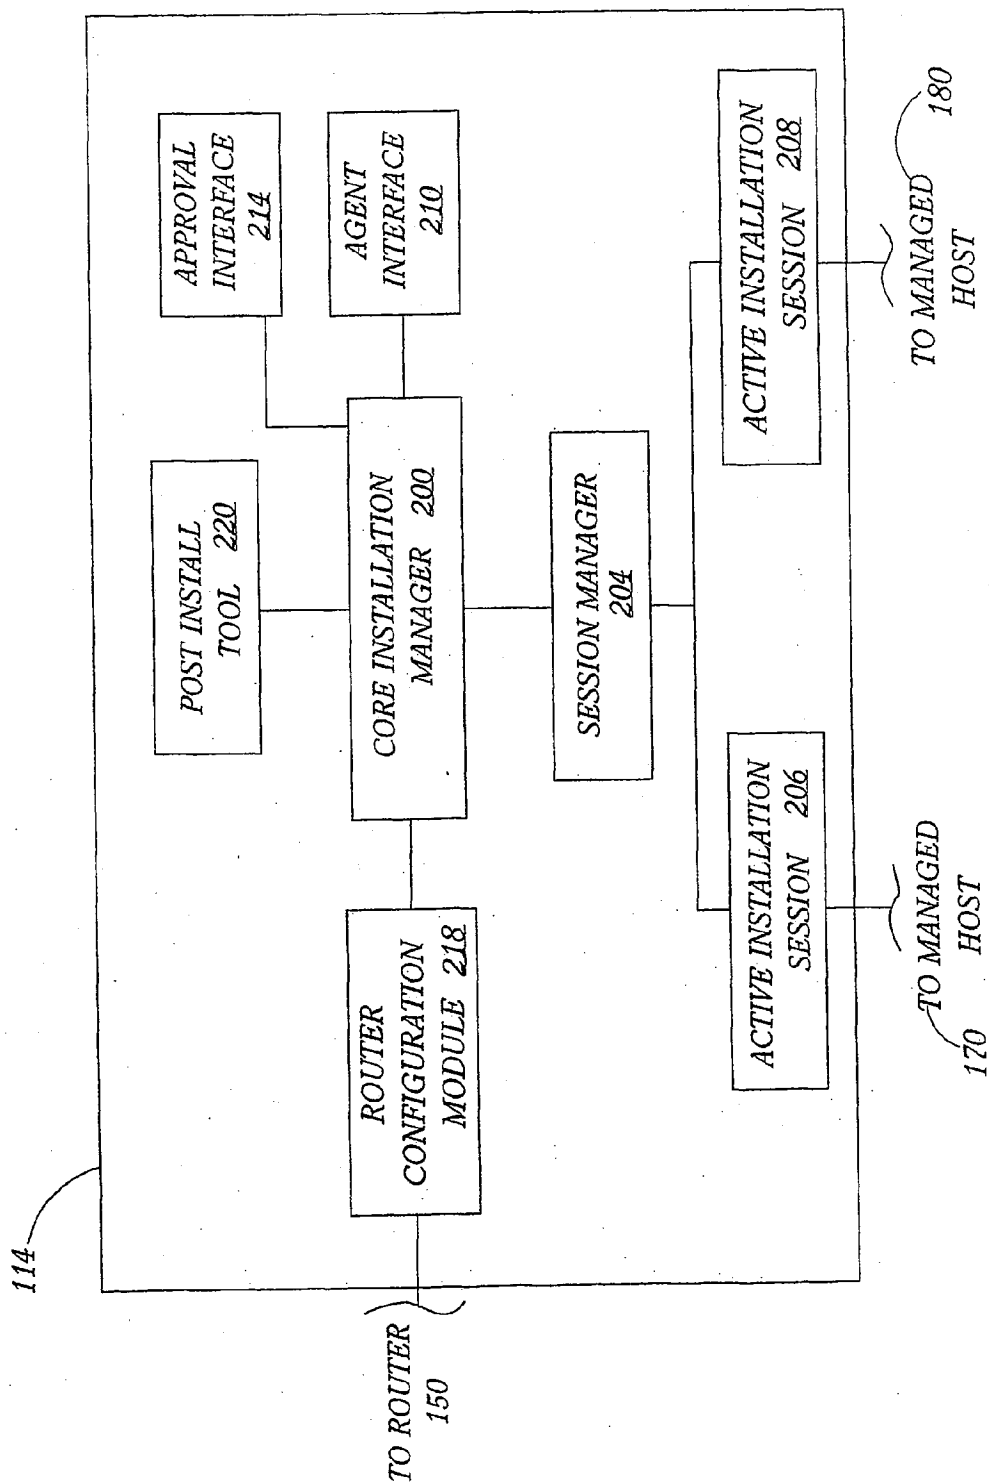 114
POST INSTALL
TOOL 220
APPROVAL
INTERFACE
214
ROUTER
CONFIGURATION
MODULE 218
CORE INSTALLATION
MANAGER 200
AGENT
INTERFACE
210
TO ROUTER
150
SESSION MANAGER
204
ACTIVE INSTALLATION
SESSION 206
ACTIVE INSTALLATION
SESSION 208
TO MANAGED
HOST
170
TO MANAGED
HOST
180